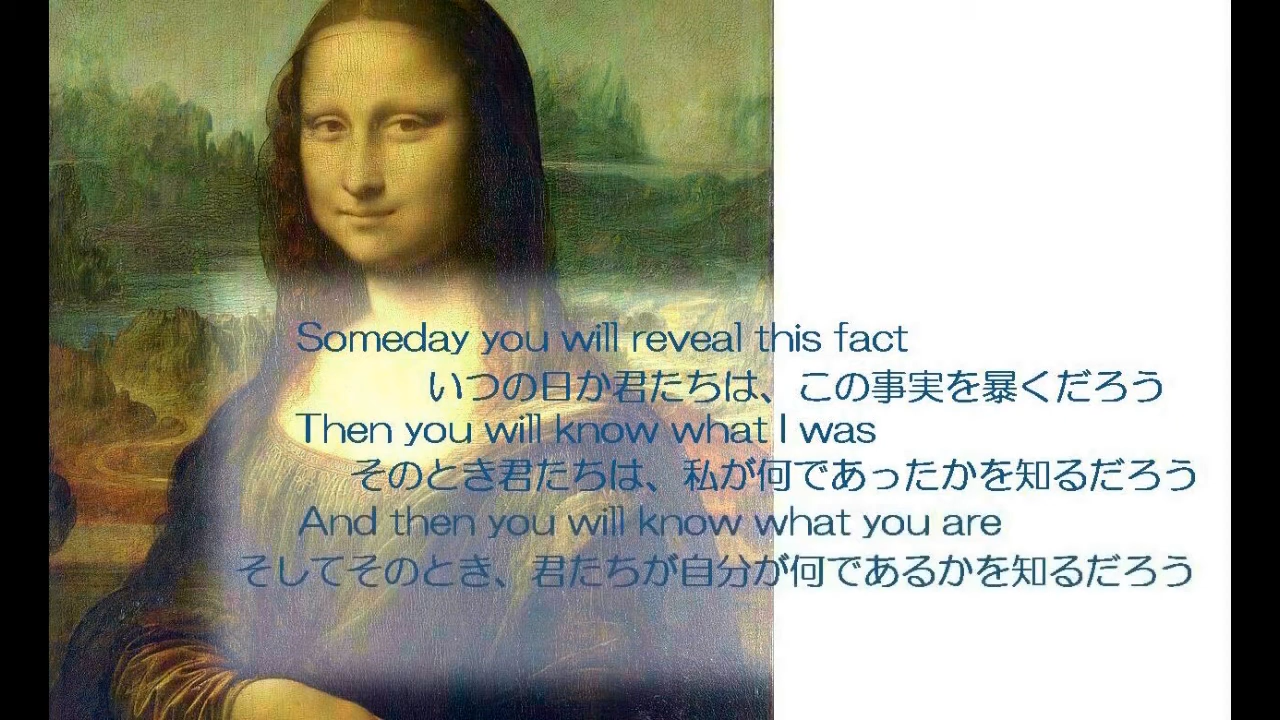 Someday you will reveal this fact
いつの日か君たちは、この事実を暴くだろう
Then you will know what I was
そのとき君たちは、私が何であったかを知るだろう
And then you will know what you are
そしてそのとき、君たちが自分が何であるかを知るだろう